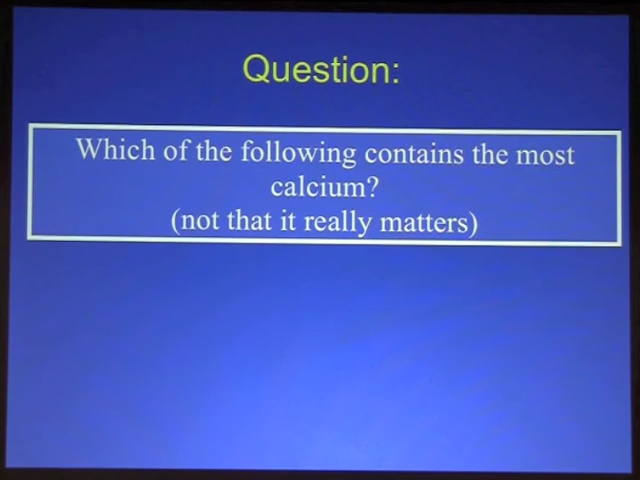 Question:
Which of the following contains the most
calcium?
(not that it really matters)